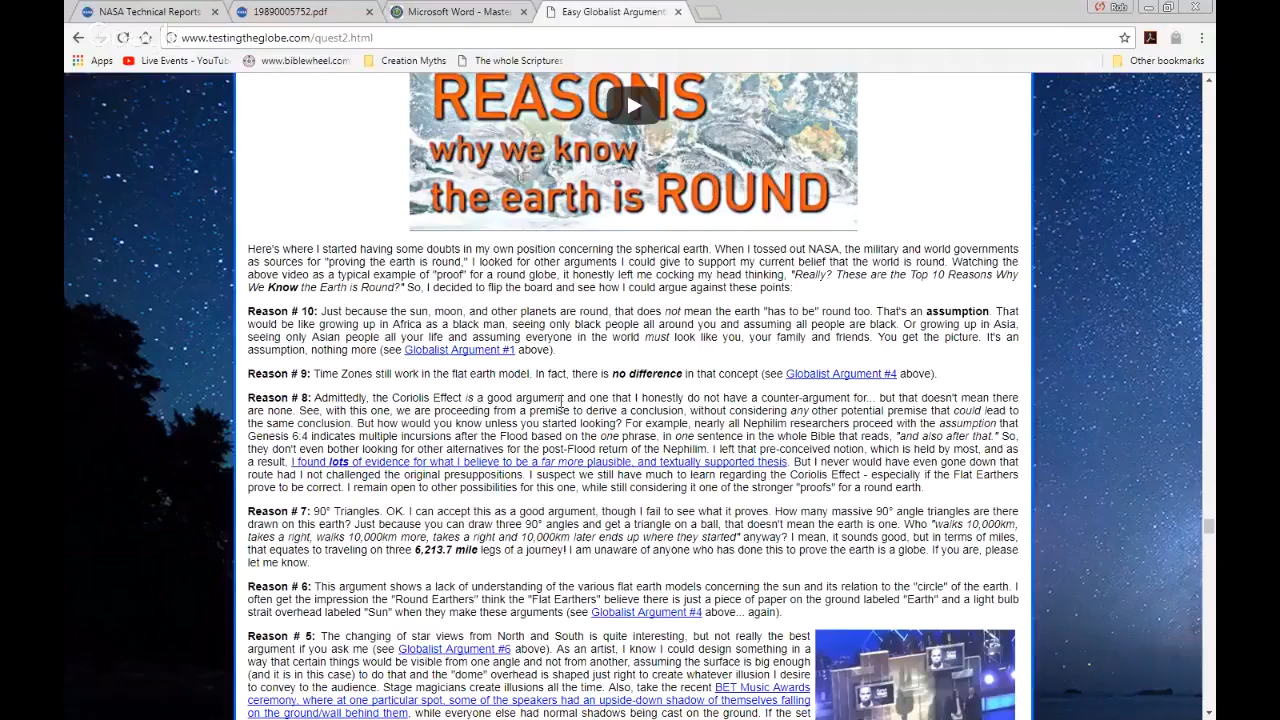 NASA Technical Reports
19890005752.pdf
Microsoft Word - Maste
Easy Globalist Argument
Rob
www.testingtheglobe.com/quest2.html
Apps
Live Events - YouTub
www.biblewheel.com
Creation Myths
The whole Scriptures
Other bookmarks
REASONS
why we know
the earth is ROUND
Here's where I started having some doubts in my own position concerning the spherical earth. When I tossed out NASA, the military and world governments
as sources for "proving the earth is round," I looked for other arguments I could give to support my current belief that the world is round. Watching the
above video as a typical example of "proof" for a round globe, it honestly left me cocking my head thinking, "Really? These are the Top 10 Reasons Why
We Know the Earth is Round?" So, I decided to flip the board and see how I could argue against these points:
Reason # 10: Just because the sun, moon, and other planets are round, that does not mean the earth "has to be" round too. That's an assumption. That
would be like growing up in Africa as a black man, seeing only black people all around you and assuming all people are black. Or growing up in Asia,
seeing only Asian people all your life and assuming everyone in the world must look like you, your family and friends. You get the picture. It's an
assumption, nothing more (see Globalist Argument #1 above).
Reason # 9: Time Zones still work in the flat earth model. In fact, there is no difference in that concept (see Globalist Argument #4 above).
Reason # 8: Admittedly, the Coriolis Effect is a good argument and one that I honestly do not have a counter-argument for... but that doesn't mean there
are none. See, with this one, we are proceeding from a premise to derive a conclusion, without considering any other potential premise that could lead to
the same conclusion. But how would you know unless you started looking? For example, nearly all Nephilim researchers proceed with the assumption that
Genesis 6:4 indicates multiple incursions after the Flood based on the one phrase, in one sentence in the whole Bible that reads, "and also after that." So,
they don't even bother looking for other alternatives for the post-Flood return of the Nephilim. I left that pre-conceived notion, which is held by most, and as
a result, I found lots of evidence for what I believe to be a far more plausible, and textually supported thesis. But I never would have even gone down that
route had I not challenged the original presuppositions. I suspect we still have much to learn regarding the Coriolis Effect - especially if the Flat Earthers
prove to be correct. I remain open to other possibilities for this one, while still considering it one of the stronger "proofs" for a round earth.
Reason # 7: 90° Triangles. OK. I can accept this as a good argument, though I fail to see what it proves. How many massive 90° angle triangles are there
drawn on this earth? Just because you can draw three 90° angles and get a triangle on a ball, that doesn't mean the earth is one. Who "walks 10,000km,
takes a right, walks 10,000km more, takes a right and 10,000km later ends up where they started" anyway? I mean, it sounds good, but in terms of miles,
that equates to traveling on three 6,213.7 mile legs of a journey! I am unaware of anyone who has done this to prove the earth is a globe. If you are, please
let me know.
Reason # 6: This argument shows a lack of understanding of the various flat earth models concerning the sun and its relation to the "circle" of the earth. I
often get the impression the "Round Earthers" think the "Flat Earthers" believe there is just a piece of paper on the ground labeled "Earth" and a light bulb
strait overhead labeled "Sun" when they make these arguments (see Globalist Argument #4 above... again).
Reason # 5: The changing of star views from North and South is quite interesting, but not really the best
argument if you ask me (see Globalist Argument #6 above). As an artist, I know I could design something in a
way that certain things would be visible from one angle and not from another, assuming the surface is big enough
(and it is in this case) to do that and the "dome" overhead is shaped just right to create whatever illusion I desire
to convey to the audience. Stage magicians create illusions all the time. Also, take the recent BET Music Awards
ceremony, where at one particular spot, some of the speakers had an upside-down shadow of themselves falling
on the ground/wall behind them, while everyone else had normal shadows being cast on the ground. If the set